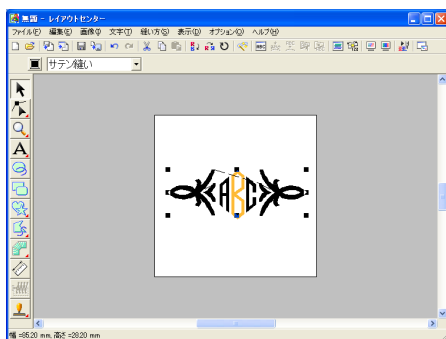 無題 - レイアウトセンター
ファイル(F) 編集(E) 画像(I) 文字(T) 縫い方(S) 表示(D) オプション(O) ヘルプ(H)
サテン縫い
A
ABC
幅 =65.20 mm, 高さ =28.20 mm